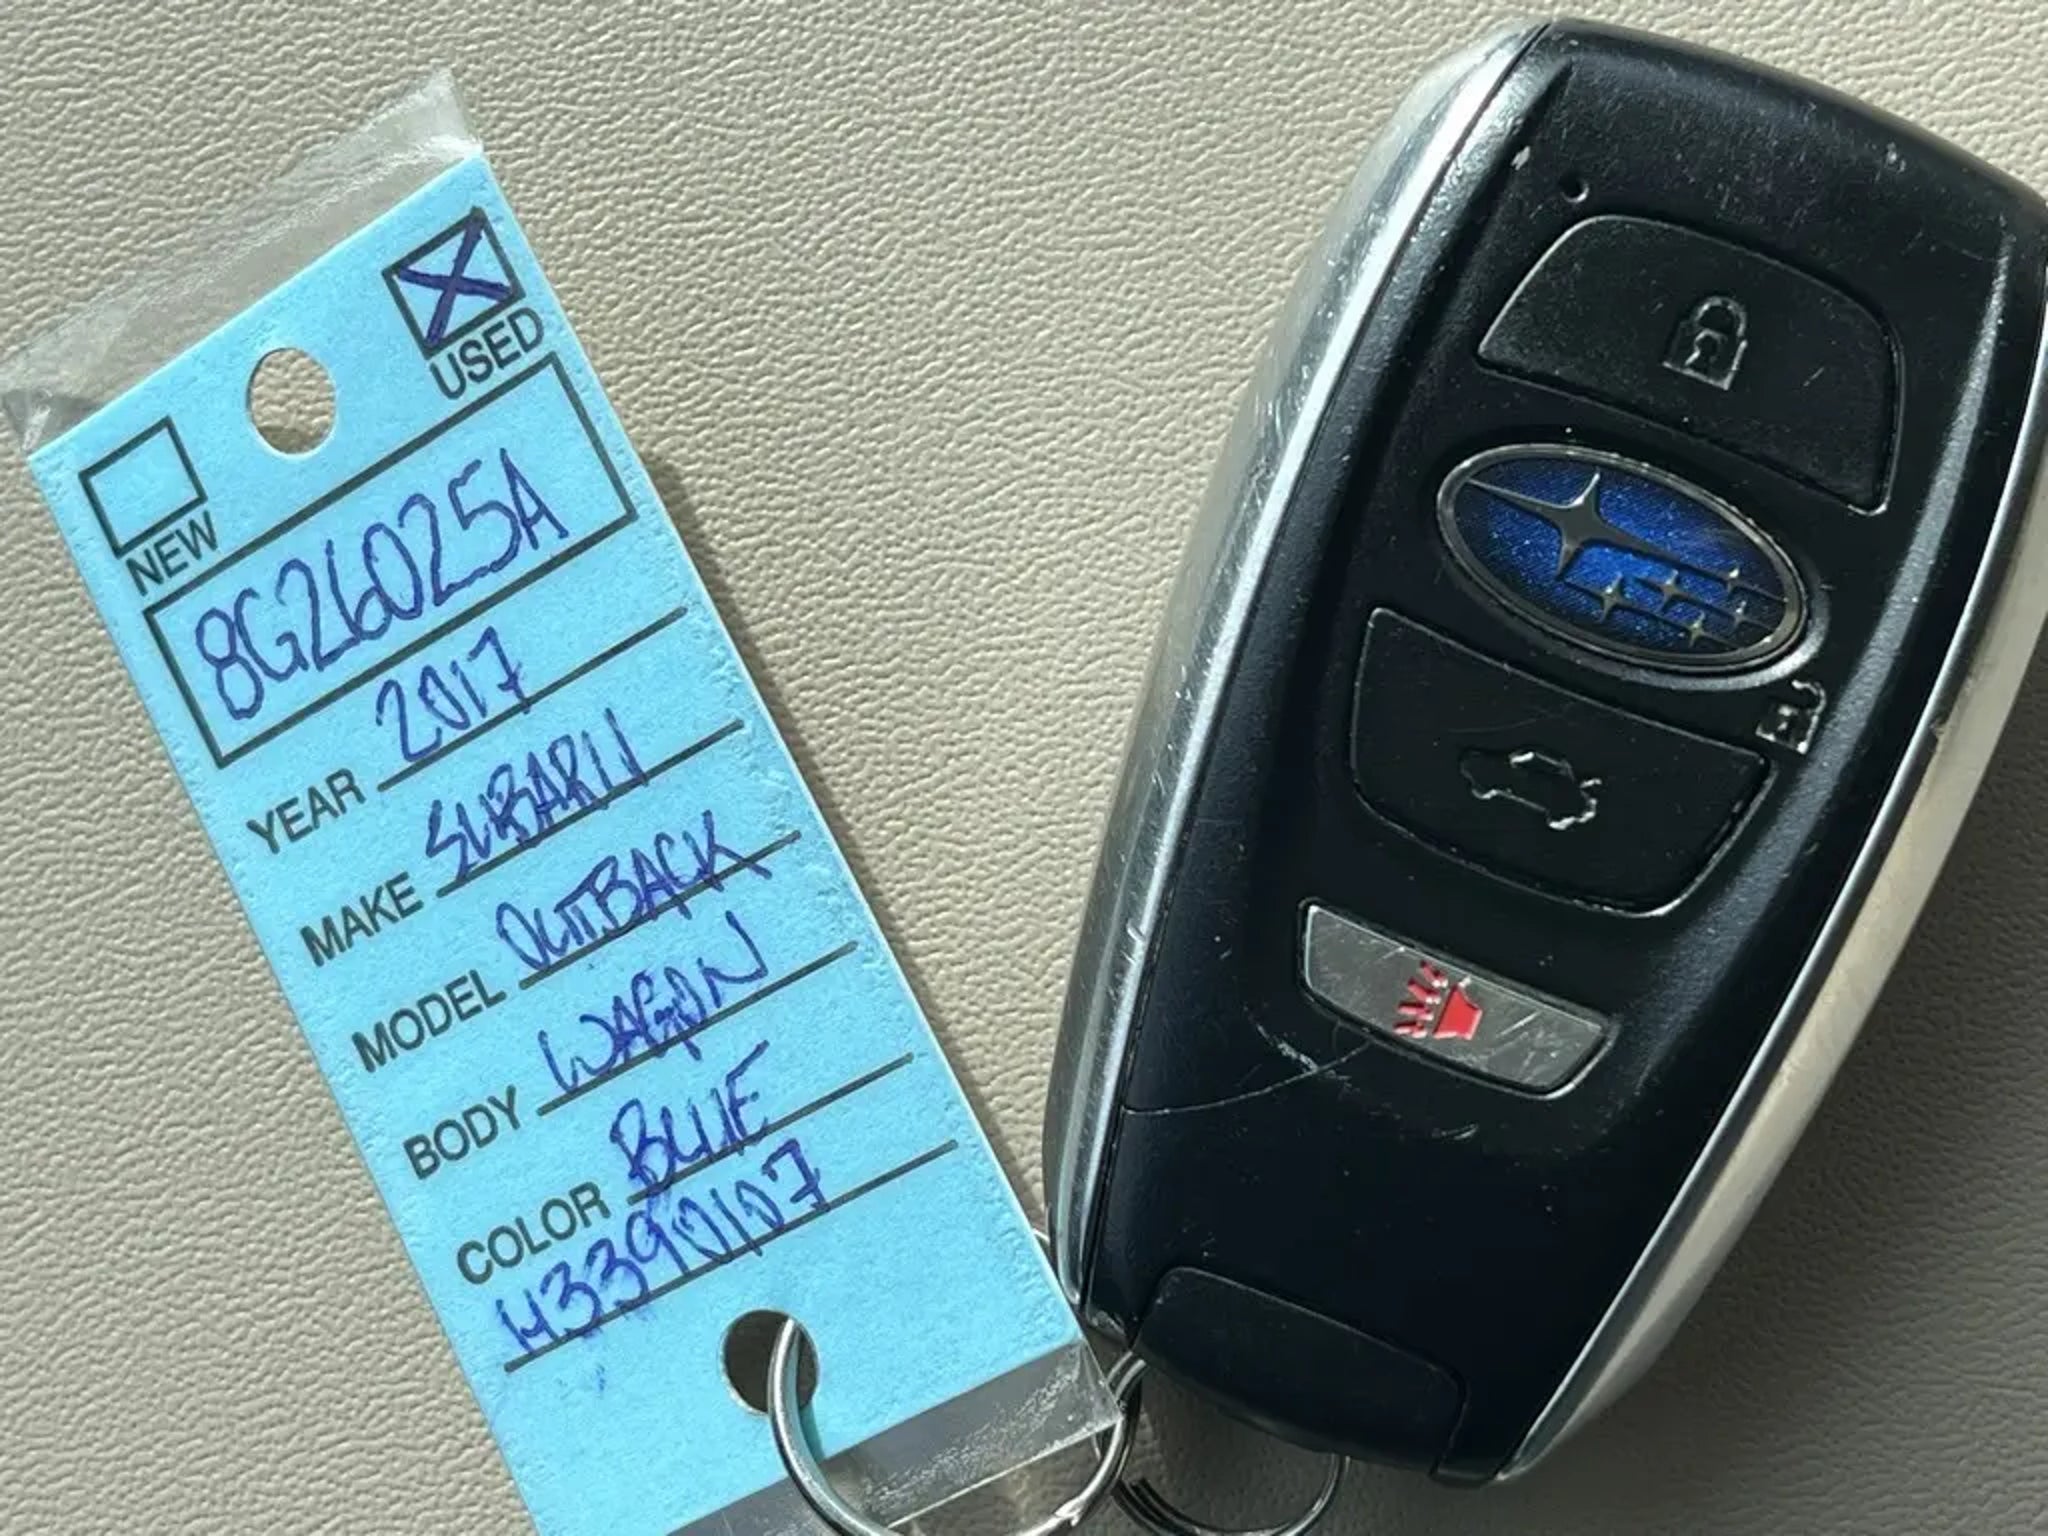 USED
NEW
8G26025A
YEAR 2017
MAKE SUBARU
MODEL OUTBACK
BODY WAGON
COLOR BLUE
H3390107